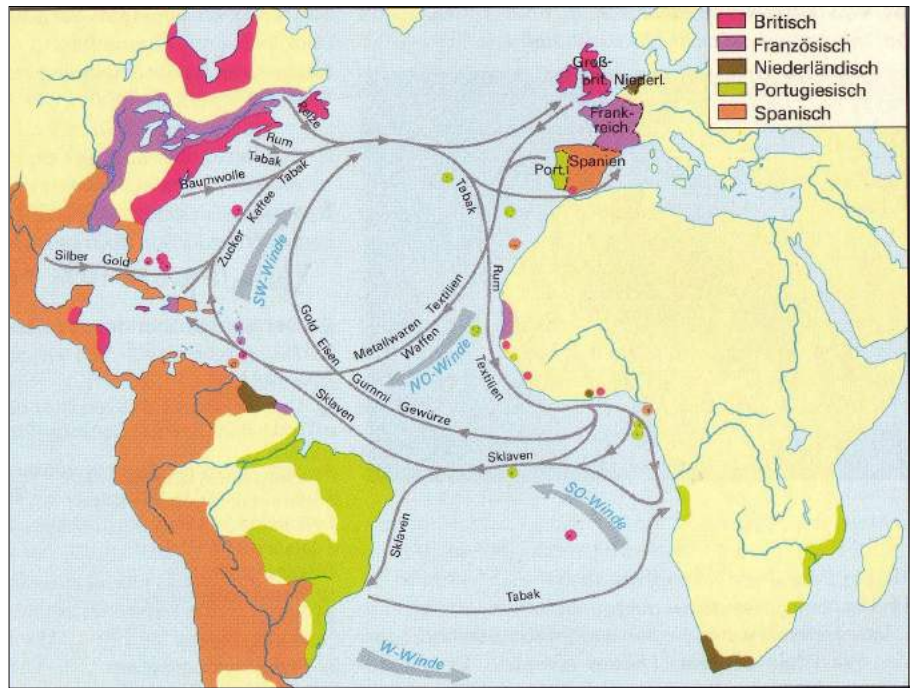 Britisch
Französisch
Niederländisch
Portugiesisch
Spanisch
Groß-
brit.
Niederl.
Frank-
reich
Port.
Spanien
Pelze
Rum
Tabak
Tabak
Baumwolle
Zucker Kaffee
Silber Gold
SW-Winde
Tabak
Rum
Textilien
Metallwaren Textilien
Waffen
NO-Winde
Gold Eisen
Gummi Gewürze
Sklaven
Sklaven
Sklaven
SO-Winde
Tabak
W-Winde